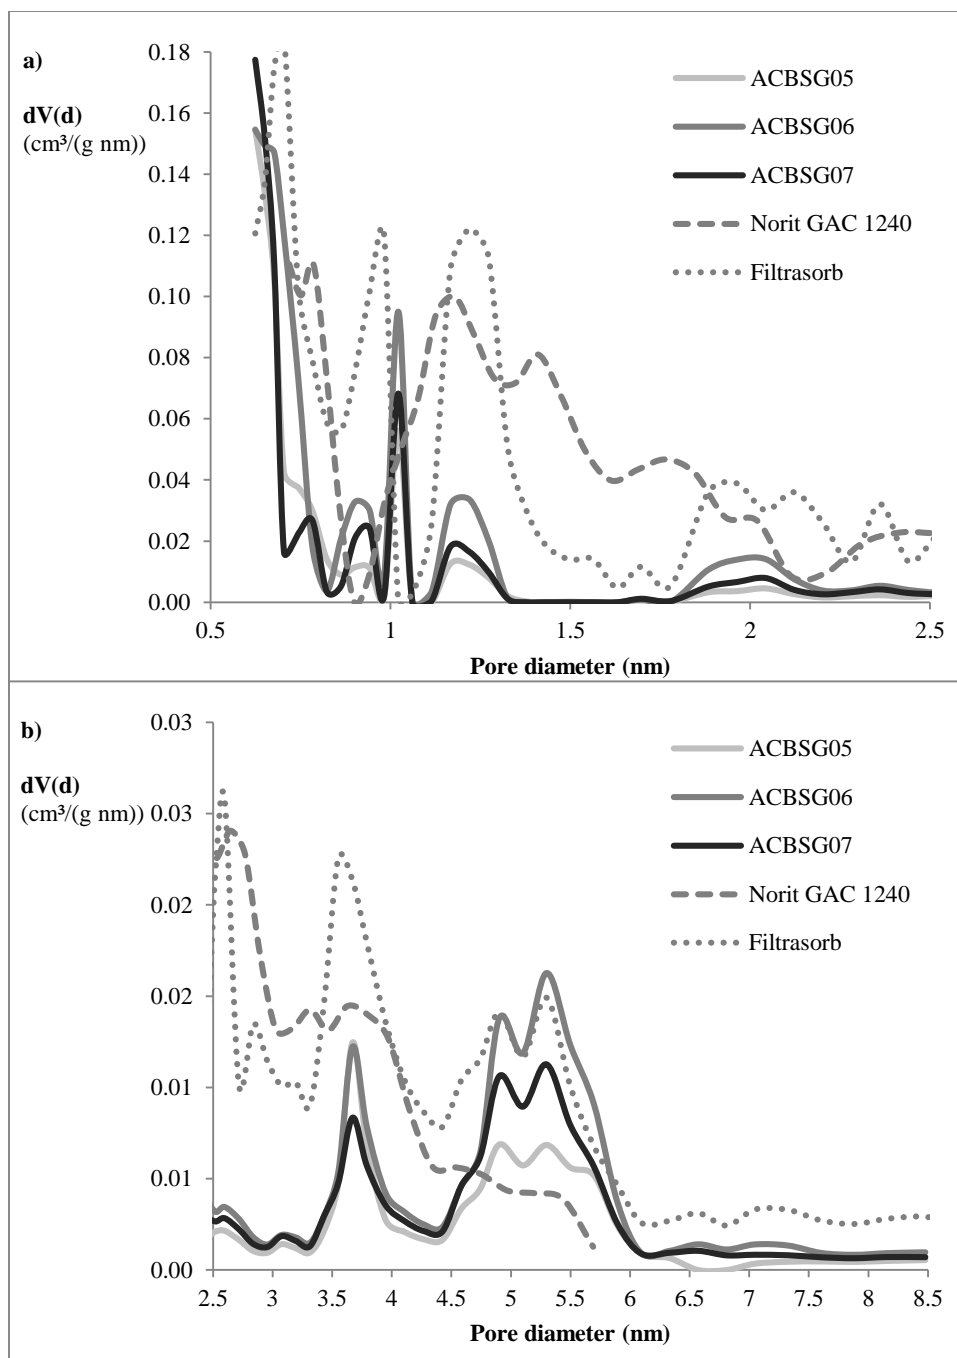 a)
dV(d)
(cm³/(g nm))
0.18
0.16
0.14
0.12
0.10
0.08
0.06
0.04
0.02
0.00
0.5 1 1.5 2 2.5
Pore diameter (nm)
ACBSG05
ACBSG06
ACBSG07
Norit GAC 1240
Filtrasorb
b)
dV(d)
(cm³/(g nm))
0.03
0.03
0.02
0.02
0.01
0.01
0.00
2.5 3 3.5 4 4.5 5 5.5 6 6.5 7 7.5 8 8.5
Pore diameter (nm)
ACBSG05
ACBSG06
ACBSG07
Norit GAC 1240
Filtrasorb